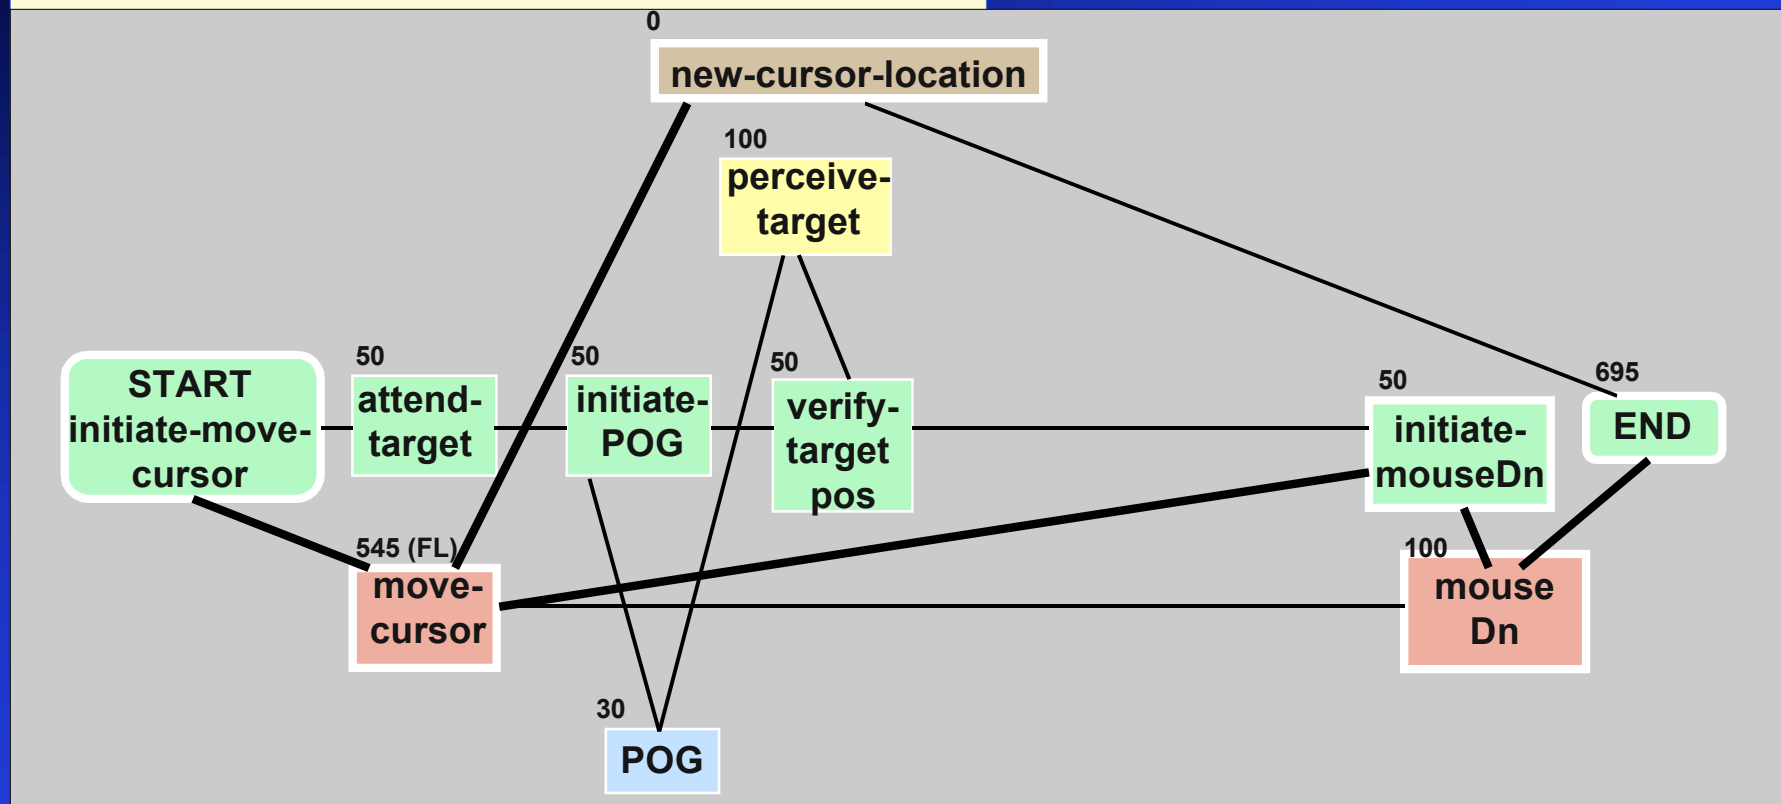 0
new-cursor-location
100
perceive-
target
50
50
50
50
695
START
initiate-move-
cursor
attend-
target
initiate-
POG
verify-
target
pos
initiate-
mouseDn
END
545 (FL)
move-
cursor
100
mouse
Dn
30
POG